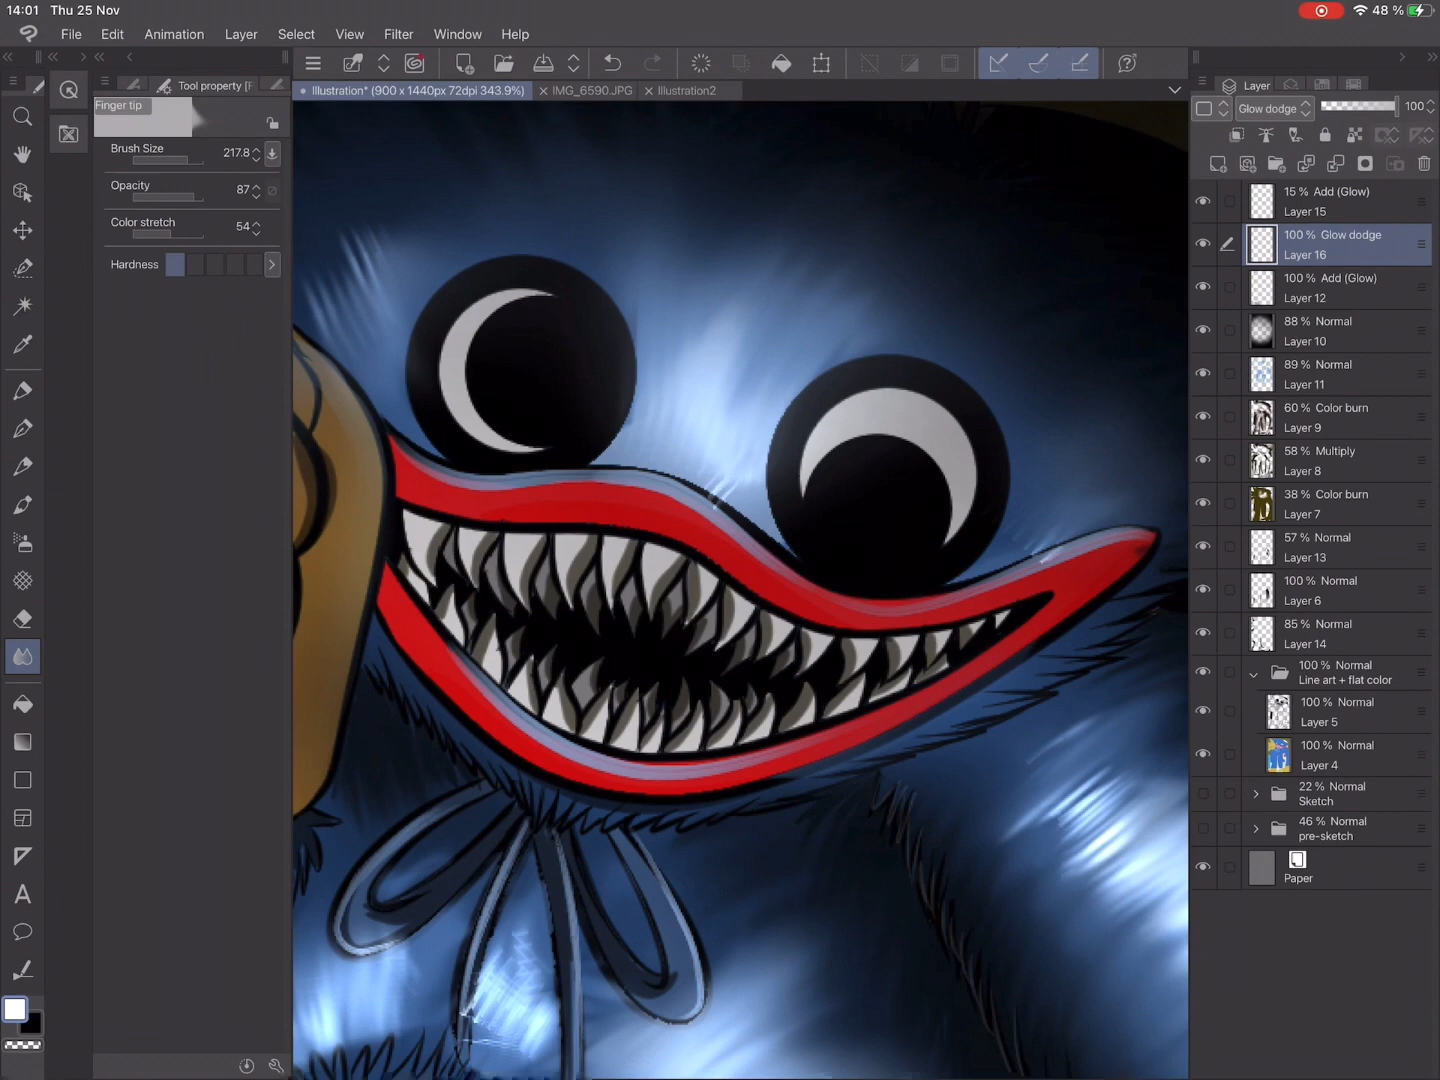 14:01 Thu 25 Nov
48 %
File Edit Animation Layer Select View Filter Window Help
Tool property [F
Illustration* (900 x 1440px 72dpi 343.9%) IMG_6590.JPG Illustration2
Layer
Finger tip
Glow dodge 100
Brush Size 217.8
Opacity 87
Color stretch 54
Hardness
15 % Add (Glow)
Layer 15
100 % Glow dodge
Layer 16
100 % Add (Glow)
Layer 12
88 % Normal
Layer 10
89 % Normal
Layer 11
60 % Color burn
Layer 9
58 % Multiply
Layer 8
38 % Color burn
Layer 7
57 % Normal
Layer 13
100 % Normal
Layer 6
85 % Normal
Layer 14
100 % Normal
Line art + flat color
100 % Normal
Layer 5
100 % Normal
Layer 4
22 % Normal
Sketch
46 % Normal
pre-sketch
Paper
A